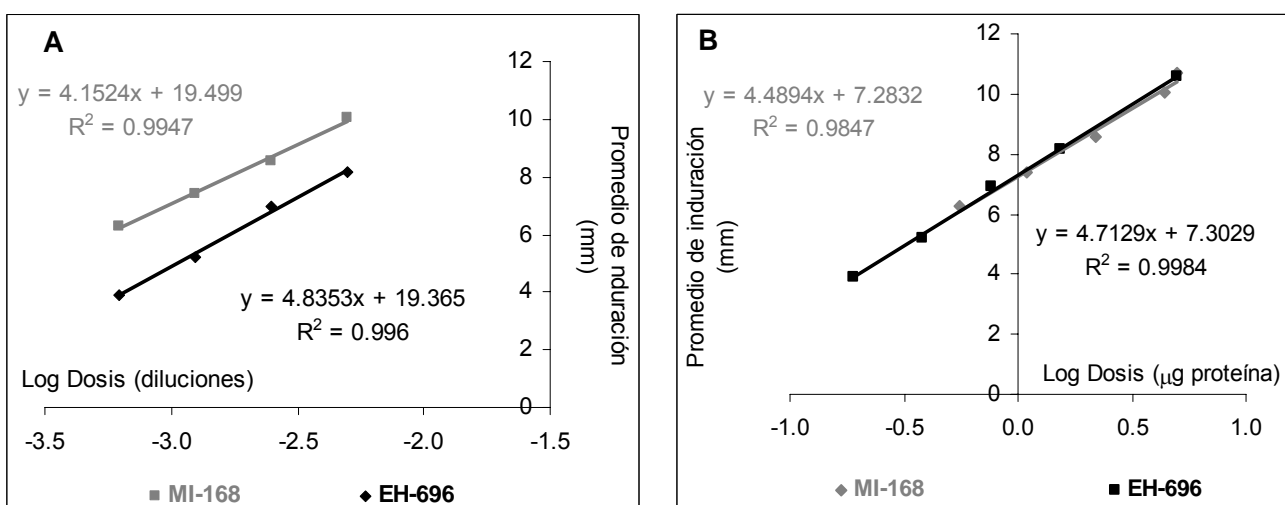 A
y = 4.1524x + 19.499
R² = 0.9947
y = 4.8353x + 19.365
R² = 0.996
Log Dosis (diluciones)
Promedio de nduración
(mm)
12
10
8
6
4
2
0
-3.5 -3.0 -2.5 -2.0 -1.5
MI-168 EH-696
B
y = 4.4894x + 7.2832
R² = 0.9847
y = 4.7129x + 7.3029
R² = 0.9984
Promedio de induración
(mm)
Log Dosis (μg proteína)
12
10
8
6
4
2
0
-1.0 -0.5 0.0 0.5 1.0
MI-168 EH-696